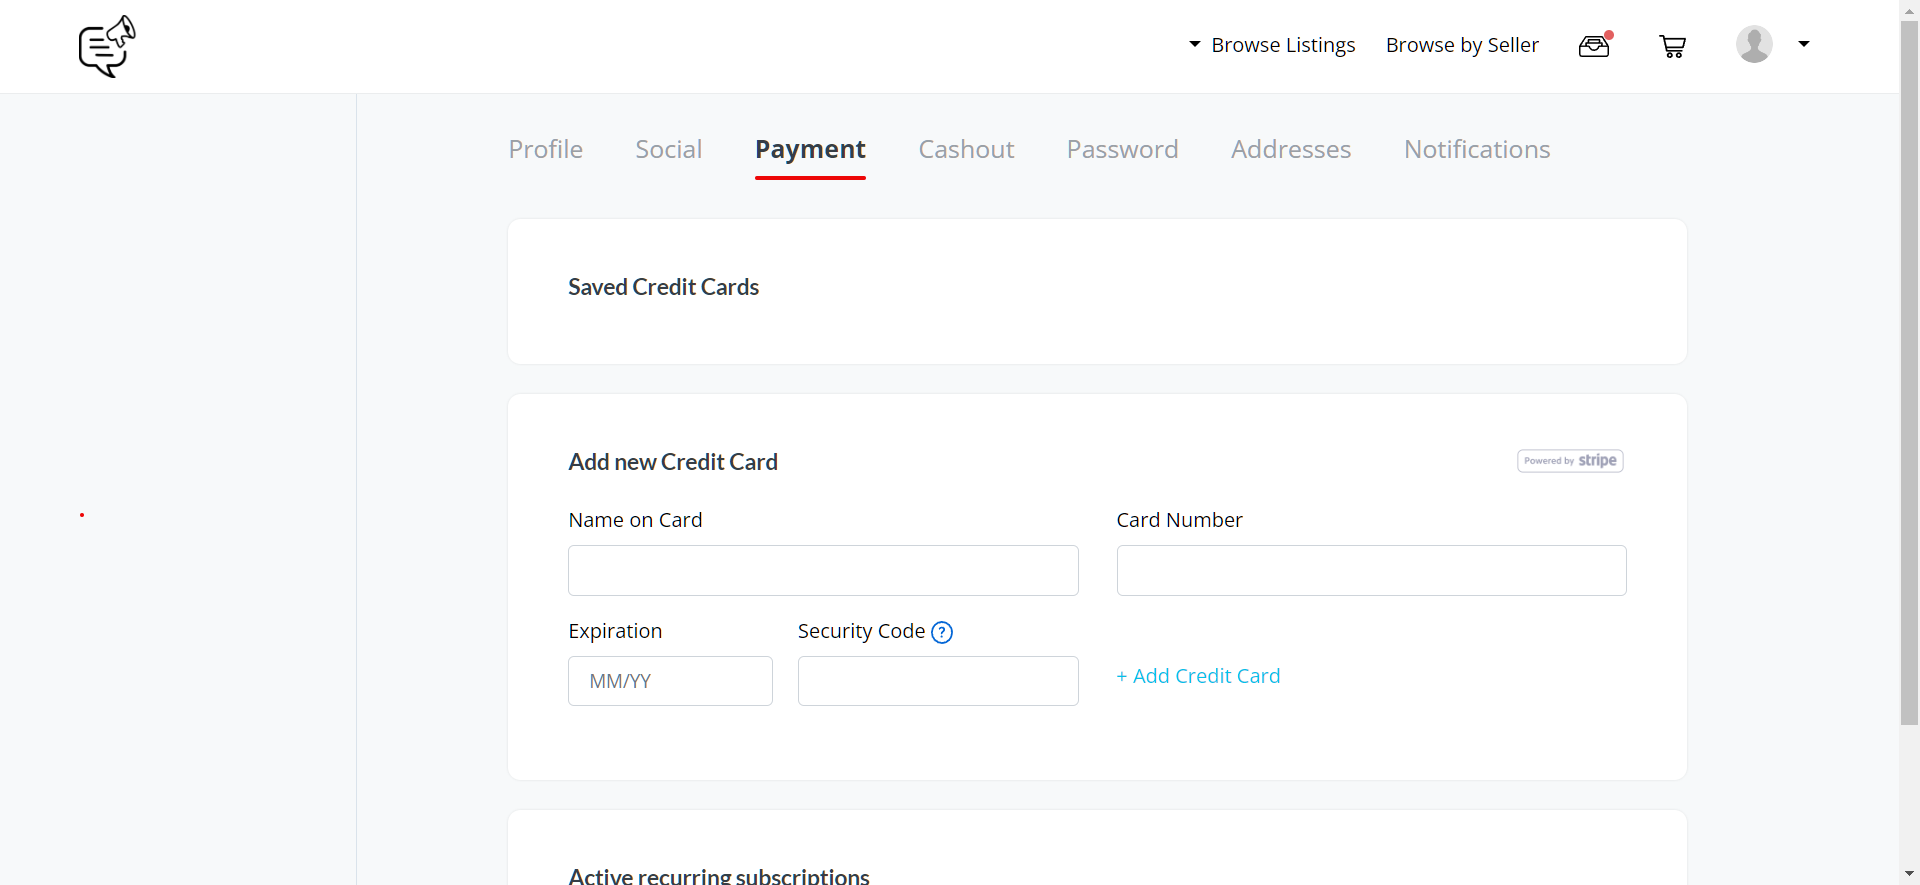 Browse Listings Browse by Seller
Profile Social Payment Cashout Password Addresses Notifications
Saved Credit Cards
Add new Credit Card Powered by stripe
Name on Card Card Number
Expiration Security Code ?
MM/YY + Add Credit Card
Active recurring subscriptions